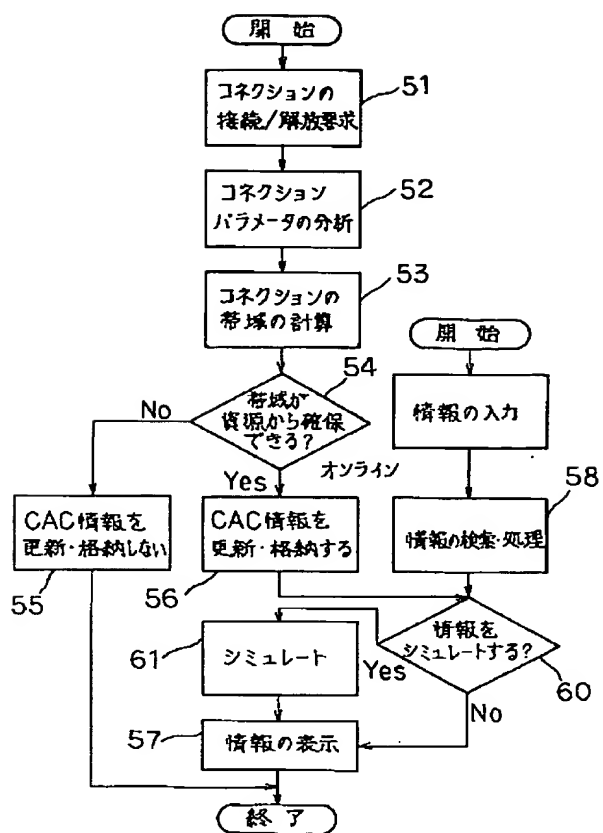 開始
コネクションの
接続/解放要求
51
コネクション
パラメータの分析
52
コネクションの
帯域の計算
53
帯域が
資源から確保
できる?
54
No
Yes
オンライン
CAC情報を
更新・格納しない
55
CAC情報を
更新・格納する
56
開始
情報の入力
情報の検索・処理
58
情報を
シミュレートする?
60
Yes
No
シミュレート
61
情報の表示
57
終了